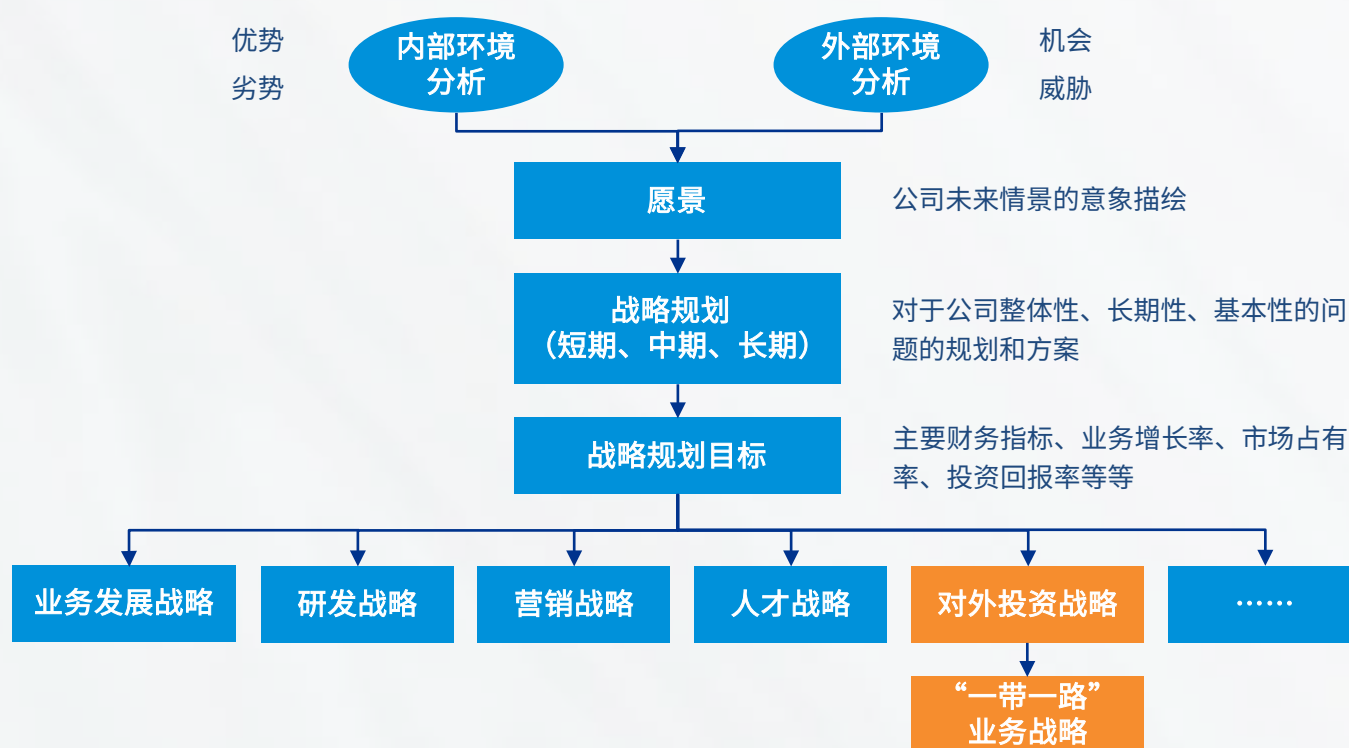 优势
劣势
内部环境
分析
外部环境
分析
机会
威胁
愿景
公司未来情景的意象描绘
战略规划
（短期、中期、长期）
对于公司整体性、长期性、基本性的问
题的规划和方案
战略规划目标
主要财务指标、业务增长率、市场占有
率、投资回报率等等
业务发展战略
研发战略
营销战略
人才战略
对外投资战略
……
“一带一路”
业务战略